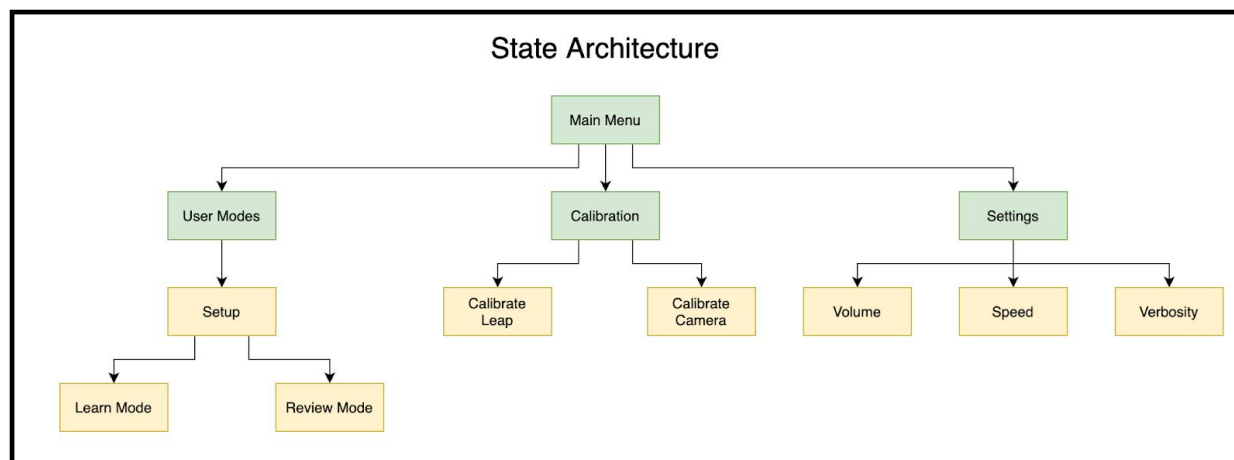 State Architecture
Main Menu
User Modes
Calibration
Settings
Setup
Calibrate
Leap
Calibrate
Camera
Volume
Speed
Verbosity
Learn Mode
Review Mode